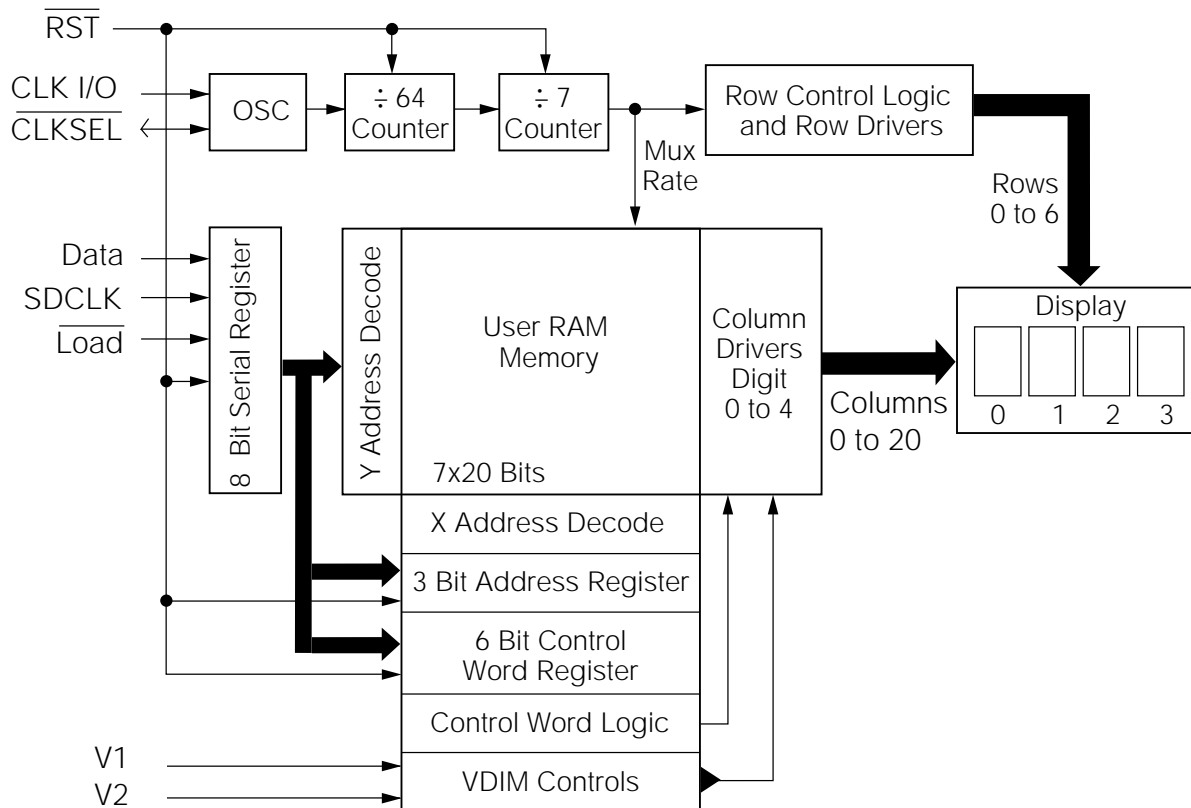 RST
CLK I/O
CLKSEL
OSC
÷ 64
Counter
÷ 7
Counter
Row Control Logic
and Row Drivers
Mux
Rate
Rows
0 to 6
Data
SDCLK
Load
8 Bit Serial Register
Y Address Decode
User RAM
Memory
7x20 Bits
Column
Drivers
Digit
0 to 4
Columns
0 to 20
Display
0 1 2 3
X Address Decode
3 Bit Address Register
6 Bit Control
Word Register
Control Word Logic
VDIM Controls
V1
V2